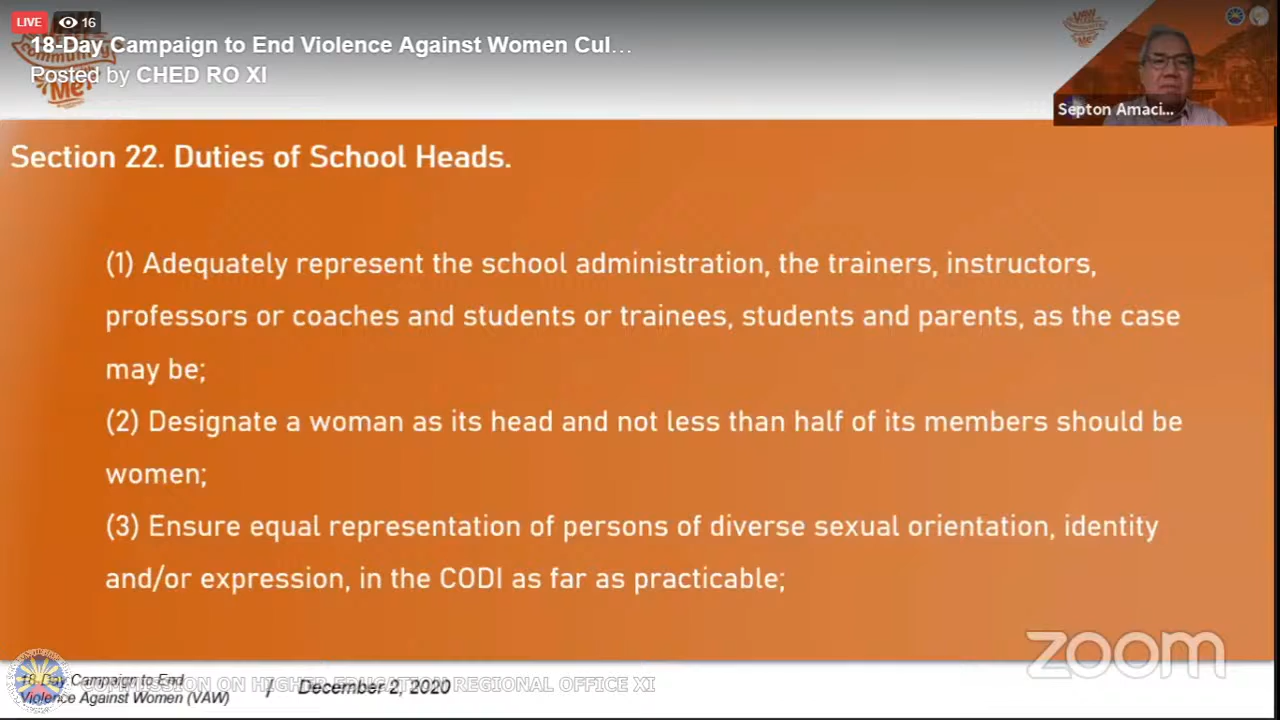 LIVE 16
18-Day Campaign to End Violence Against Women Cul...
Posted by CHED RO XI
community
Me
VAW
Me
Septon Amaci...
Section 22. Duties of School Heads.
(1) Adequately represent the school administration, the trainers, instructors,
professors or coaches and students or trainees, students and parents, as the case
may be;
(2) Designate a woman as its head and not less than half of its members should be
women;
(3) Ensure equal representation of persons of diverse sexual orientation, identity
and/or expression, in the CODI as far as practicable;
zoom
18-Day Campaign to End
Violence Against Women (VAW)
/ December 2, 2020
COMMISSION ON HIGHER EDUCATION REGIONAL OFFICE XI